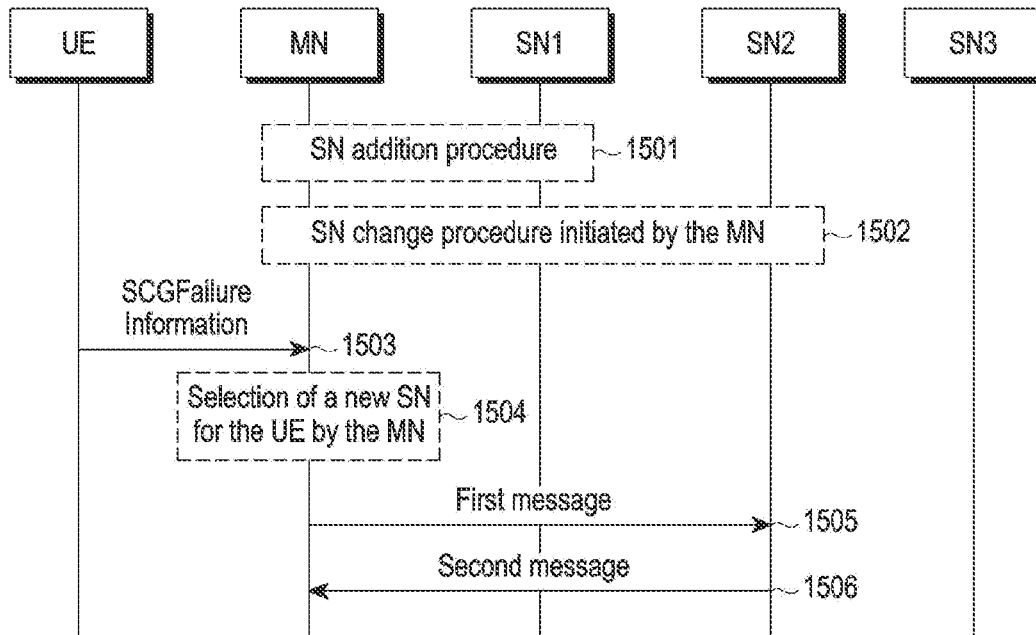 UE MN SN1 SN2 SN3
SN addition procedure 1501
SN change procedure initiated by the MN 1502
SCGFailure
Information
1503
Selection of a new SN
for the UE by the MN
1504
First message
1505
Second message
1506